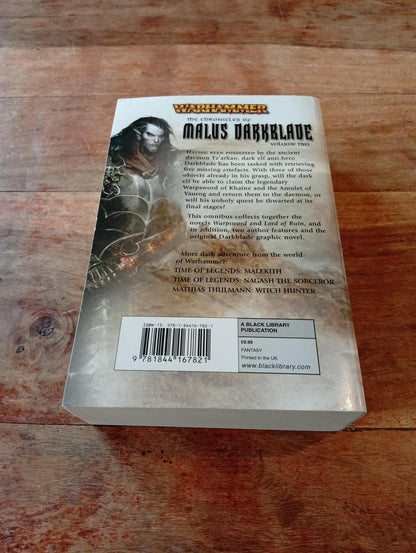 WARHAMMER
THE CHRONICLES OF
MALUS DARKBLADE
VOLUME TWO
HAVING BEEN POSSESSED by the ancient
daemon Tz'arkan, dark elf anti-hero
Darkblade has been tasked with retrieving
five missing artefacts. With three of those
objects already in his grasp, will the dark
elf be able to claim the legendary
Warpsword of Khaine and the Amulet of
Vaurog and return them to the daemon, or
will his unholy quest be thwarted at its
final stages?
This omnibus collects together the
novels Warpsword and Lord of Ruin, and
in addition, two author features and the
original Darkblade graphic novel.
More dark adventure from the world
of Warhammer:
TIME OF LEGENDS: MALEKITH
TIME OF LEGENDS: NAGASH THE SORCEROR
MATHIAS THULMANN: WITCH HUNTER
ISBN-13: 978-1-84416-782-1
9 781844 167821
A BLACK LIBRARY
PUBLICATION
£9.99
FANTASY
Printed in the UK
www.blacklibrary.com